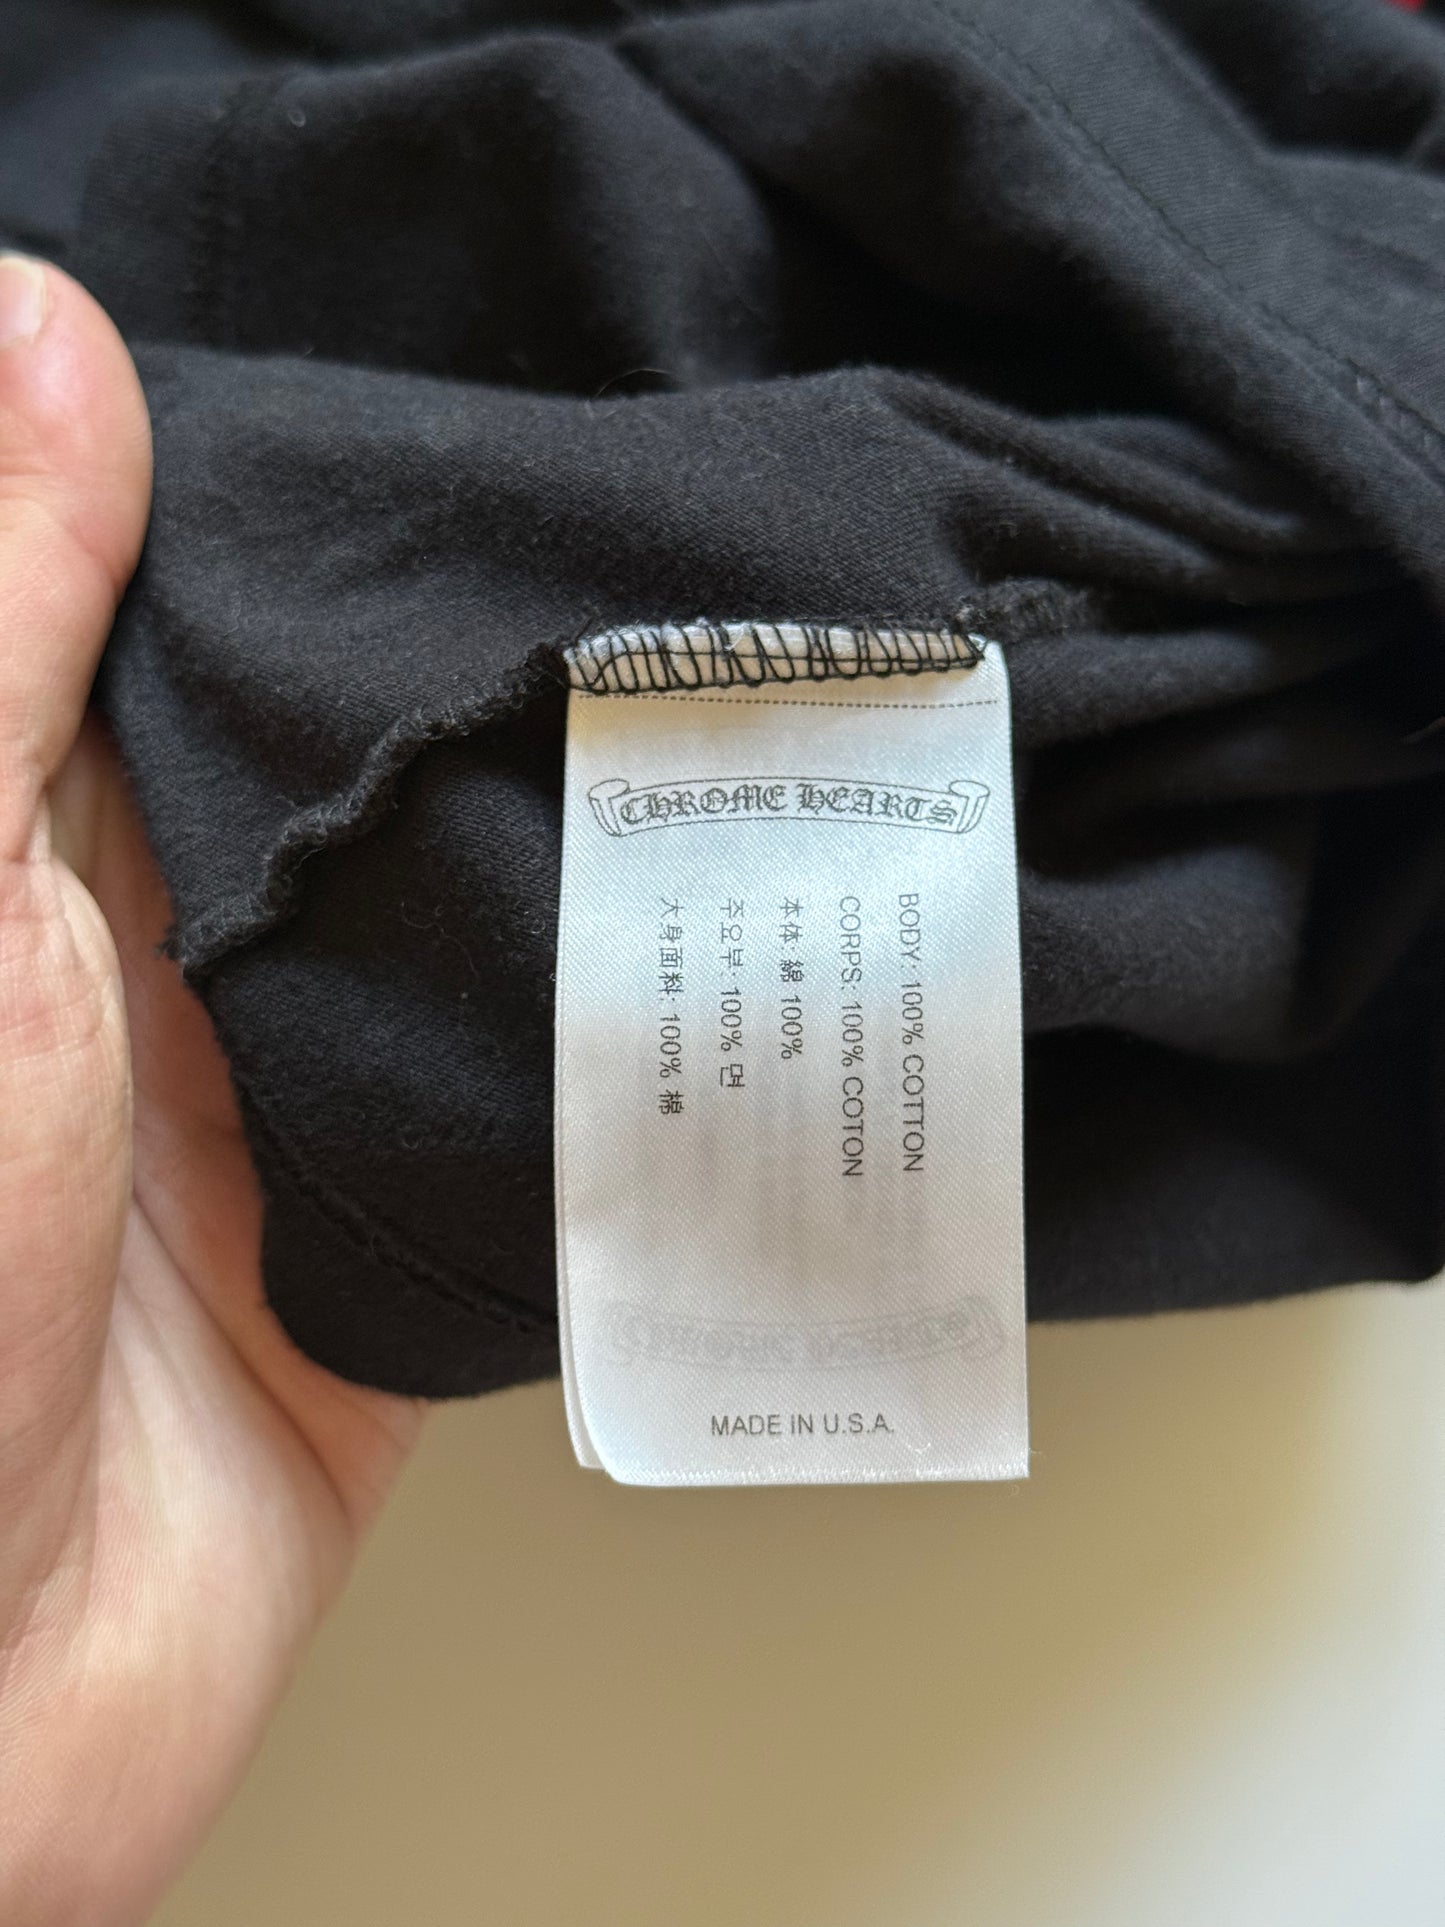 CHROME HEARTS
BODY: 100% COTTON
CORPS: 100% COTON
本体: 綿 100%
주요부: 100% 면
大身面料: 100% 棉
MADE IN U.S.A.